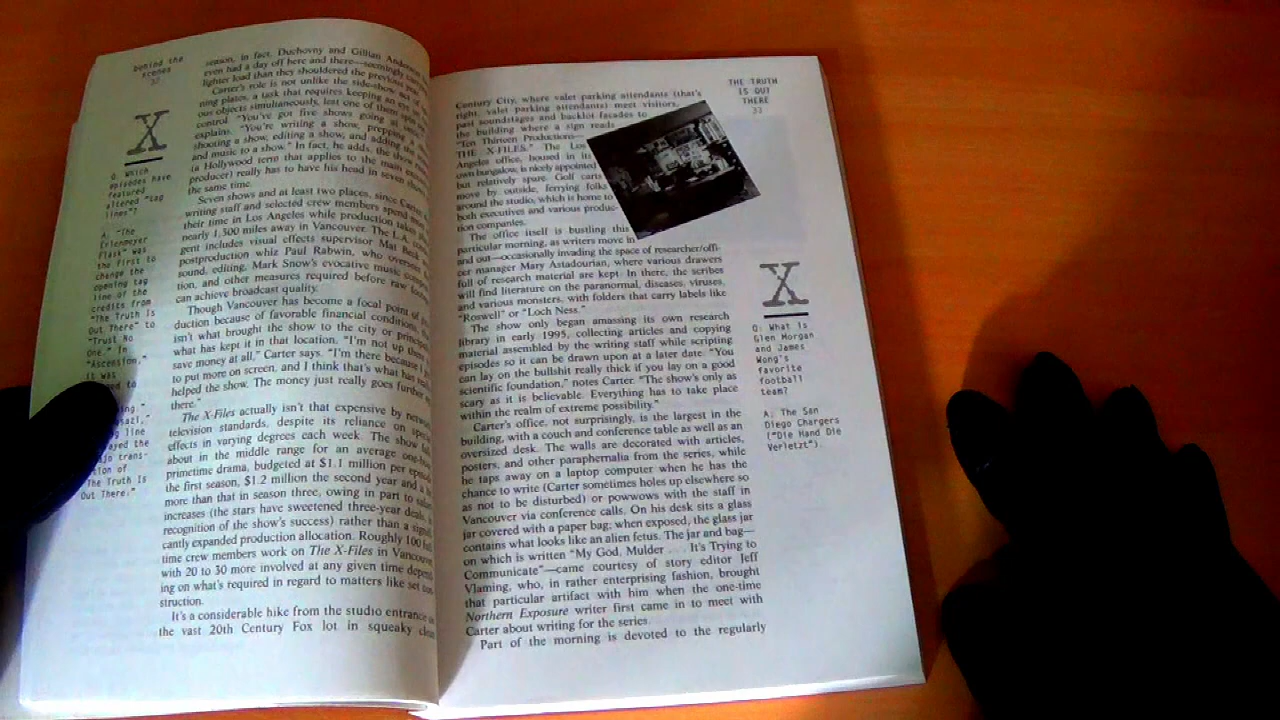 behind the
scenes
32
X
Q: Which
episodes have
featured
altered "tag
lines"?
A: "The
Erlenmeyer
Flask" was
the first to
change the
opening tag
line of the
credits from
"The Truth Is
Out There" to
"Trust No
One." In
"Ascension,"
it was
line
ayed the
trans-
tion of
"The Truth Is
Out There."
season, in fact, Duchovny and Gillian Anderson
even had a day off here and there—seemingly
lighter load than they shouldered the previous
Carter's role is not unlike the side-show
ning plates, a task that requires keeping
ous objects simultaneously, lest one of them
control. "You've got five shows going at
explains. "You're writing a show, prepping
shooting a show, editing a show, and adding
and music to a show." In fact, he adds, the show
(a Hollywood term that applies to the main
producer) really has to have his head in seven
the same time.
Seven shows and at least two places, since
writing staff and selected crew members spend
their time in Los Angeles while production takes
nearly 1,500 miles away in Vancouver. The L.A.
gent includes visual effects supervisor Mat
postproduction whiz Paul Rabwin, who
sound, editing, Mark Snow's evocative music
tion, and other measures required before raw
can achieve broadcast quality.
Though Vancouver has become a focal point of
duction because of favorable financial conditions,
isn't what brought the show to the city or
what has kept it in that location. "I'm not up there
save money at all," Carter says. "I'm there because I
to put more on screen, and I think that's what has
helped the show. The money just really goes further
there."
The X-Files actually isn't that expensive by
television standards, despite its reliance on
effects in varying degrees each week. The show
about in the middle range for an average
primetime drama, budgeted at $1.1 million per
the first season, $1.2 million the second year and a
more than that in season three, owing in part to
increases (the stars have sweetened three-year deals,
recognition of the show's success) rather than a
cantly expanded production allocation. Roughly 100
time crew members work on The X-Files in Vancouver
with 20 to 30 more involved at any given time
ing on what's required in regard to matters like set
struction.
It's a considerable hike from the studio entrance
the vast 20th Century Fox lot in squeaky clean
Century City, where valet parking attendants (that's
right, valet parking attendants) meet visitors,
past soundstages and backlot facades to
the building where a sign reads
"Ten Thirteen Productions—
THE X-FILES." The Los
Angeles office, housed in its
own bungalow, is nicely appointed
but relatively spare. Golf carts
move by outside, ferrying folks
around the studio, which is home to
both executives and various produc-
tion companies.
The office itself is bustling this
particular morning, as writers move in
and out—occasionally invading the space of researcher/offi-
cer manager Mary Astadourian, where various drawers
full of research material are kept. In there, the scribes
will find literature on the paranormal, diseases, viruses,
and various monsters, with folders that carry labels like
"Roswell" or "Loch Ness."
The show only began amassing its own research
library in early 1995, collecting articles and copying
material assembled by the writing staff while scripting
episodes so it can be drawn upon at a later date. "You
can lay on the bullshit really thick if you lay on a good
scientific foundation," notes Carter. "The show's only as
scary as it is believable. Everything has to take place
within the realm of extreme possibility."
Carter's office, not surprisingly, is the largest in the
building, with a couch and conference table as well as an
oversized desk. The walls are decorated with articles,
posters, and other paraphernalia from the series, while
he taps away on a laptop computer when he has the
chance to write (Carter sometimes holes up elsewhere so
as not to be disturbed) or powwows with the staff in
Vancouver via conference calls. On his desk sits a glass
jar covered with a paper bag; when exposed, the glass jar
contains what looks like an alien fetus. The jar and bag—
on which is written "My God, Mulder . . . It's Trying to
Communicate"—came courtesy of story editor Jeff
Vlaming, who, in rather enterprising fashion, brought
that particular artifact with him when the one-time
Northern Exposure writer first came in to meet with
Carter about writing for the series.
Part of the morning is devoted to the regularly
THE TRUTH
IS OUT
THERE
33
X
Q: What is
Glen Morgan
and James
Wong's
favorite
football
team?
A: The San
Diego Chargers
("Die Hand Die
Verletzt").